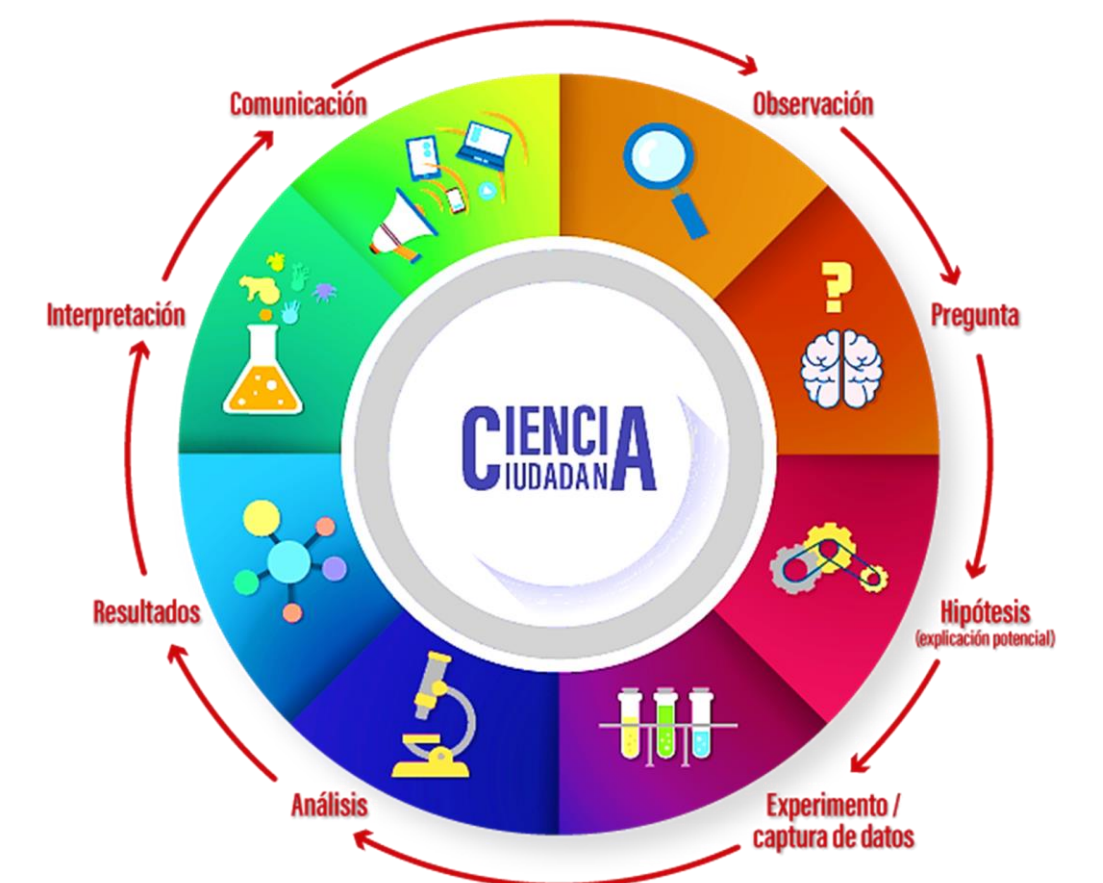 Comunicación
Observación
Interpretación
?
Pregunta
CIENCIA
CIUDADANA
Resultados
Hipótesis
(explicación potencial)
Análisis
Experimento /
captura de datos